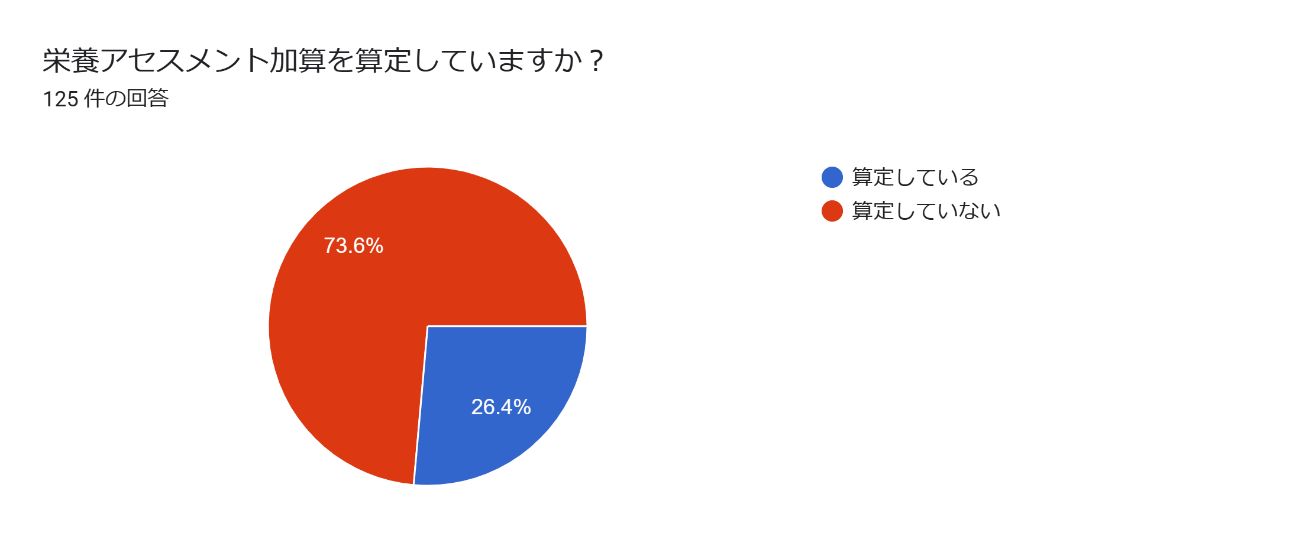 栄養アセスメント加算を算定していますか？
125 件の回答
算定している
算定していない
73.6%
26.4%